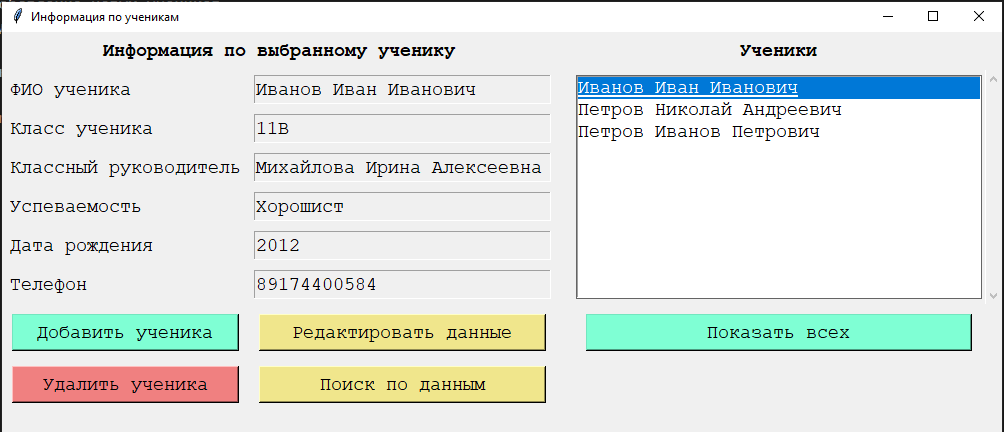 Информация по ученикам
Информация по выбранному ученику
Ученики
ФИО ученика Иванов Иван Иванович
Класс ученика 11В
Классный руководитель Михайлова Ирина Алексеевна
Успеваемость Хорошист
Дата рождения 2012
Телефон 89174400584
Иванов Иван Иванович
Петров Николай Андреевич
Петров Иванов Петрович
Добавить ученика Редактировать данные Показать всех
Удалить ученика Поиск по данным